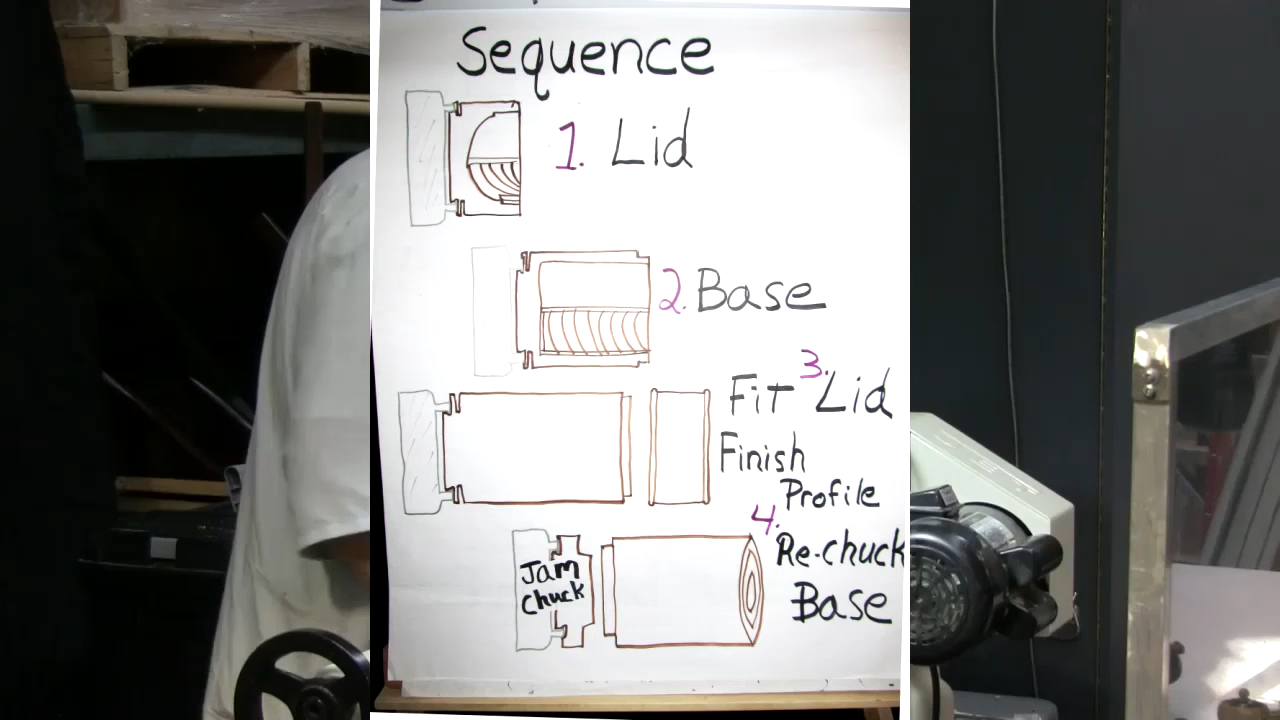 Sequence
1. Lid
2. Base
3.
Fit Lid
Finish
Profile
4.
Re-chuck
Base
Jam
Chuck